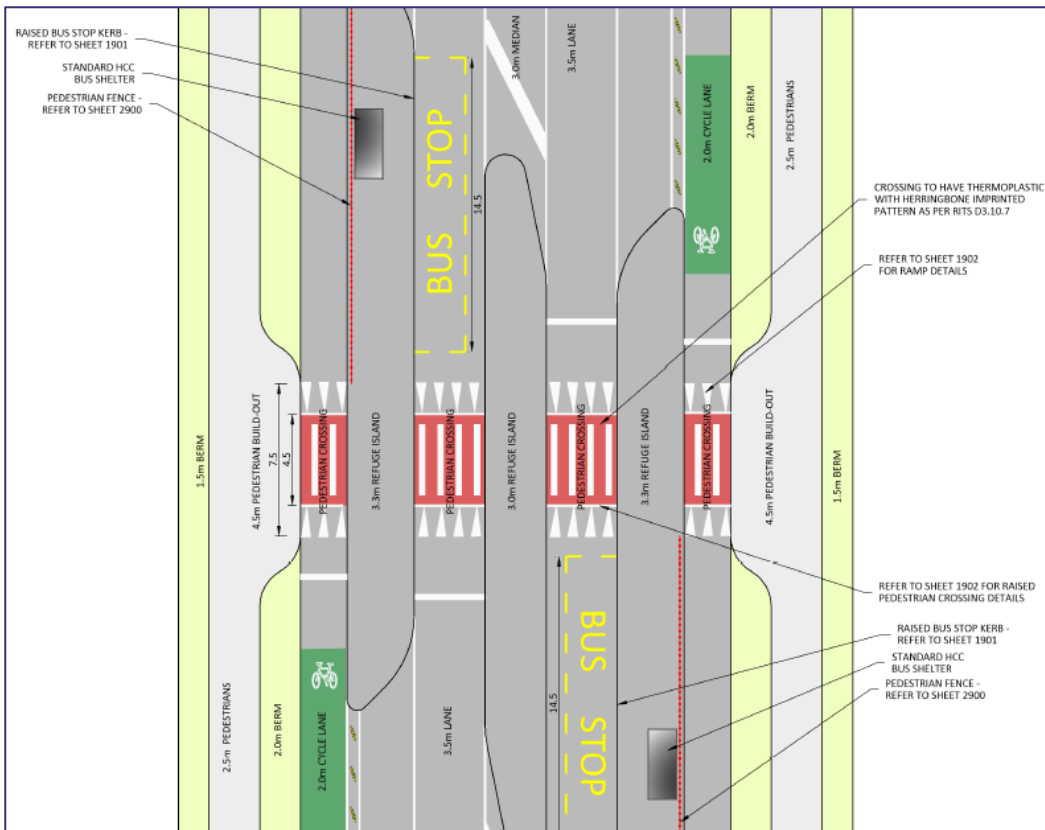 RAISED BUS STOP KERB -
REFER TO SHEET 1901
STANDARD HCC
BUS SHELTER
PEDESTRIAN FENCE -
REFER TO SHEET 2900
BUS STOP
14.5
3.0m MEDIAN
3.5m LANE
2.0m CYCLE LANE
2.0m BERM
2.5m PEDESTRIANS
CROSSING TO HAVE THERMOPLASTIC
WITH HERRINGBONE IMPRINTED
PATTERN AS PER RITS D3.10.7
REFER TO SHEET 1902
FOR RAMP DETAILS
1.5m BERM
4.5m PEDESTRIAN BUILD-OUT
7.5
4.5
PEDESTRIAN CROSSING
3.3m REFUGE ISLAND
PEDESTRIAN CROSSING
3.0m REFUGE ISLAND
PEDESTRIAN CROSSING
3.3m REFUGE ISLAND
PEDESTRIAN CROSSING
4.5m PEDESTRIAN BUILD-OUT
1.5m BERM
REFER TO SHEET 1902 FOR RAISED
PEDESTRIAN CROSSING DETAILS
RAISED BUS STOP KERB -
REFER TO SHEET 1901
STANDARD HCC
BUS SHELTER
PEDESTRIAN FENCE -
REFER TO SHEET 2900
2.5m PEDESTRIANS
2.0m BERM
2.0m CYCLE LANE
3.5m LANE
14.5
BUS STOP